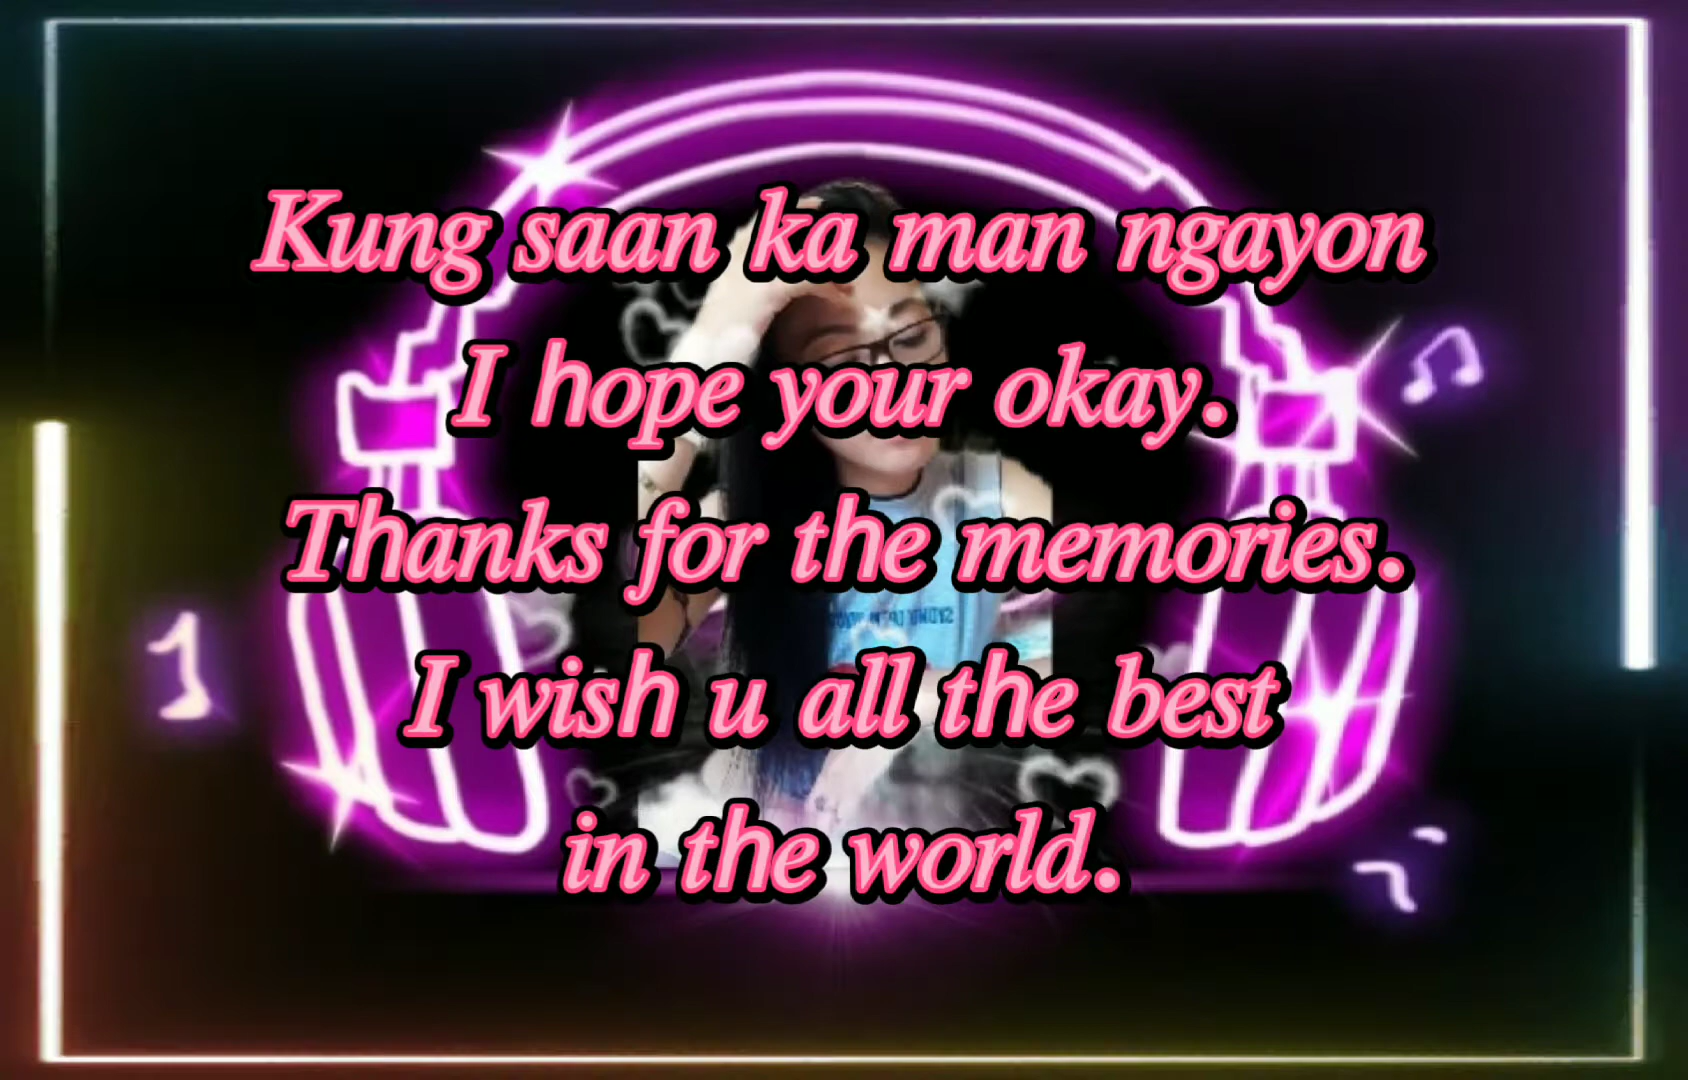 Kung saan ka man ngayon
I hope your okay.
Thanks for the memories.
I wish u all the best
in the world.